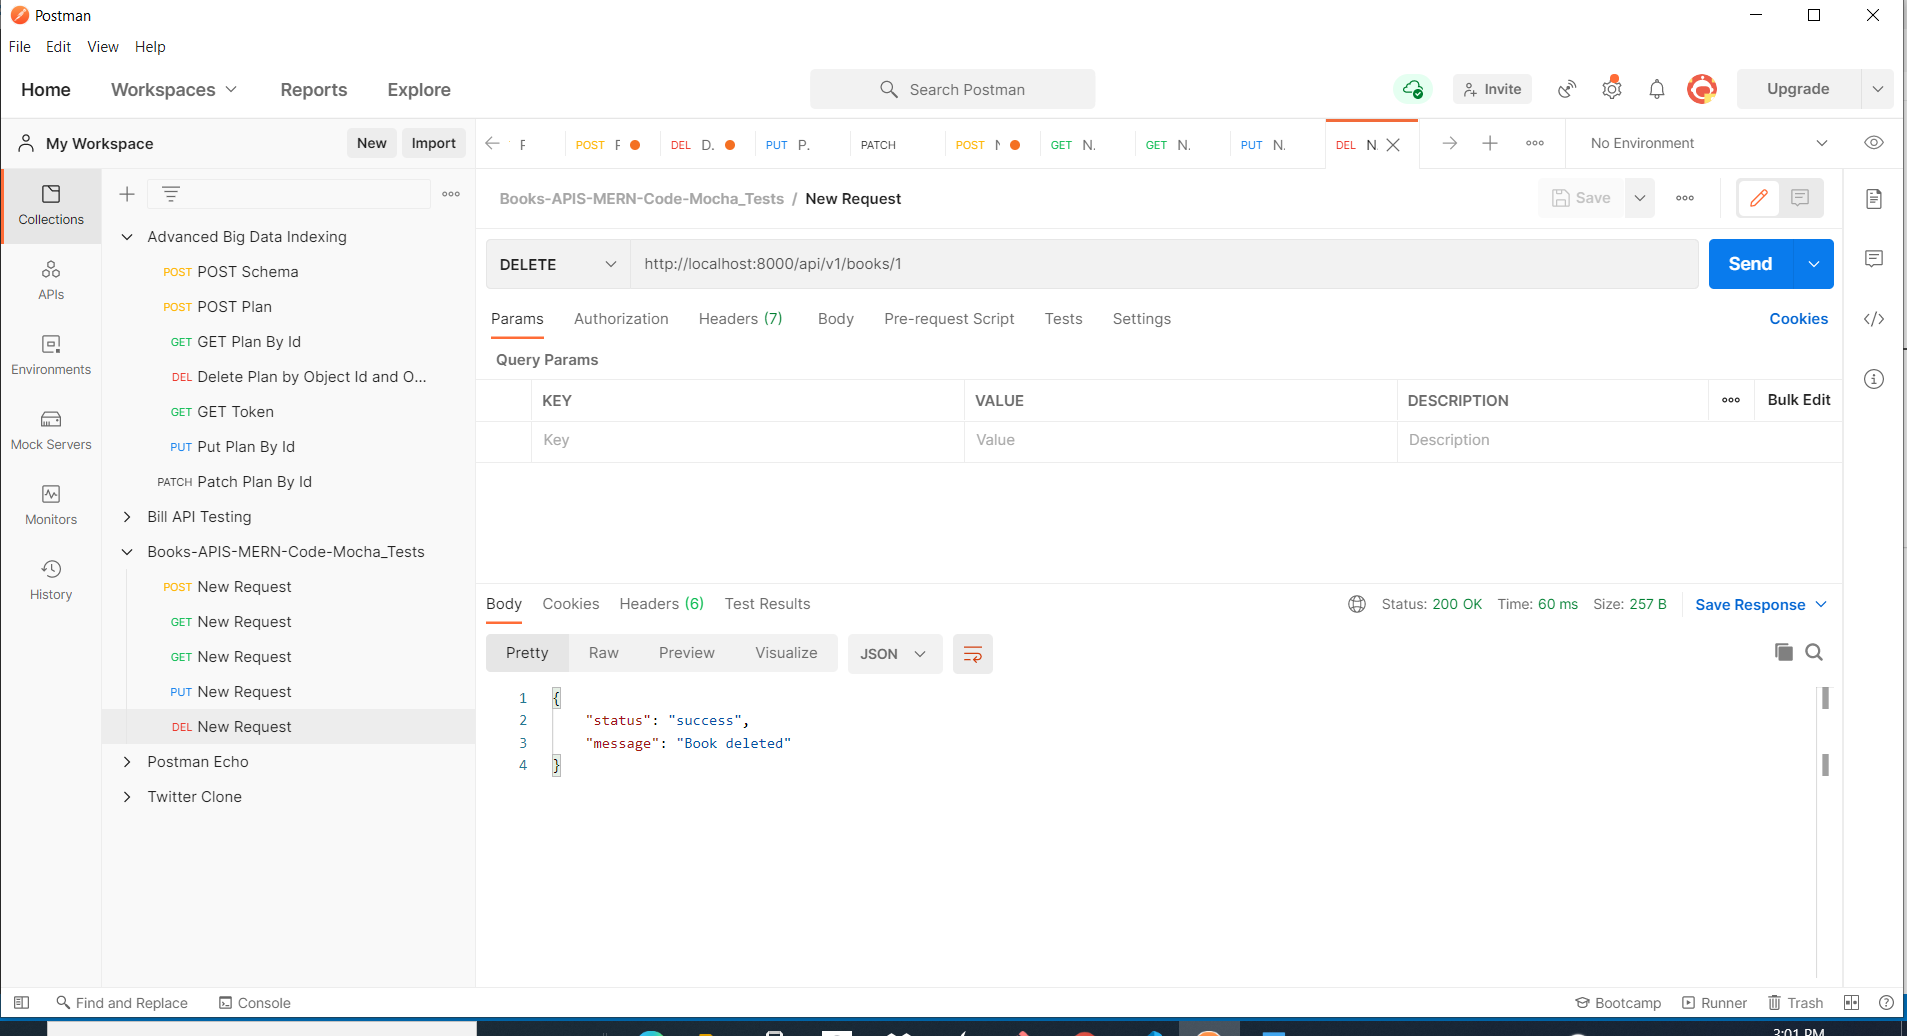 Postman
File Edit View Help
Home Workspaces Reports Explore Search Postman Invite Upgrade
My Workspace New Import
POST DEL D. PUT P. PATCH POST GET N. GET N. PUT N. DEL N. No Environment
Books-APIS-MERN-Code-Mocha_Tests / New Request Save
Collections
APIs
Environments
Mock Servers
Monitors
History
Advanced Big Data Indexing
POST POST Schema
POST POST Plan
GET GET Plan By Id
DEL Delete Plan by Object Id and O...
GET GET Token
PUT Put Plan By Id
PATCH Patch Plan By Id
Bill API Testing
Books-APIS-MERN-Code-Mocha_Tests
POST New Request
GET New Request
GET New Request
PUT New Request
DEL New Request
Postman Echo
Twitter Clone
DELETE http://localhost:8000/api/v1/books/1 Send
Params Authorization Headers (7) Body Pre-request Script Tests Settings Cookies
Query Params
KEY VALUE DESCRIPTION Bulk Edit
Key Value Description
Body Cookies Headers (6) Test Results Status: 200 OK Time: 60 ms Size: 257 B Save Response
Pretty Raw Preview Visualize JSON
1 {
2 "status": "success",
3 "message": "Book deleted"
4 }
Find and Replace Console Bootcamp Runner Trash
3:01 PM